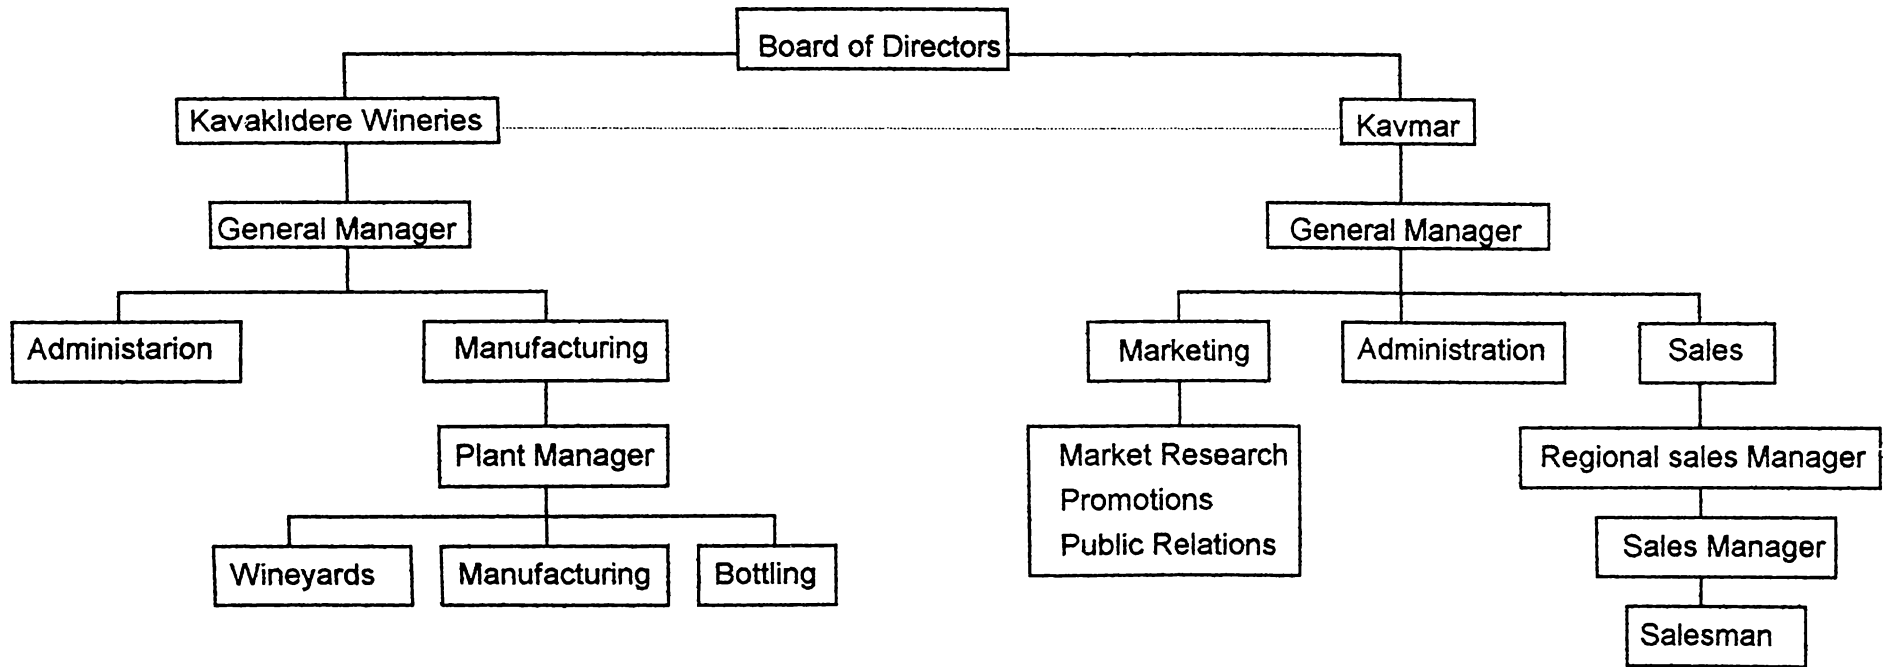 Board of Directors
Kavaklıdere Wineries
Kavmar
General Manager
General Manager
Administarion
Manufacturing
Marketing
Administration
Sales
Plant Manager
Market Research
Promotions
Public Relations
Regional sales Manager
Wineyards
Manufacturing
Bottling
Sales Manager
Salesman